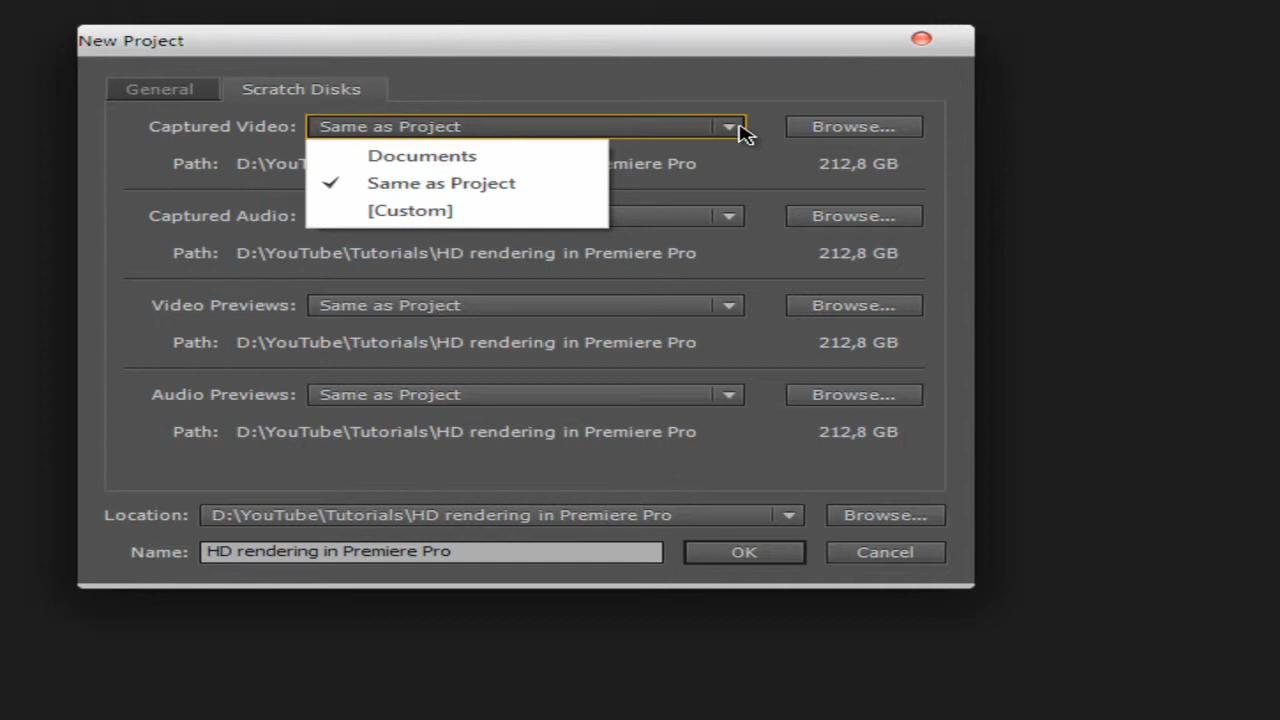 New Project
General Scratch Disks
Captured Video: Same as Project Browse...
Documents
Path: D:\YouT emiere Pro 212,8 GB
Same as Project
[Custom]
Captured Audio: Browse...
Path: D:\YouTube\Tutorials\HD rendering in Premiere Pro 212,8 GB
Video Previews: Same as Project Browse...
Path: D:\YouTube\Tutorials\HD rendering in Premiere Pro 212,8 GB
Audio Previews: Same as Project Browse...
Path: D:\YouTube\Tutorials\HD rendering in Premiere Pro 212,8 GB
Location: D:\YouTube\Tutorials\HD rendering in Premiere Pro Browse...
Name: HD rendering in Premiere Pro OK Cancel